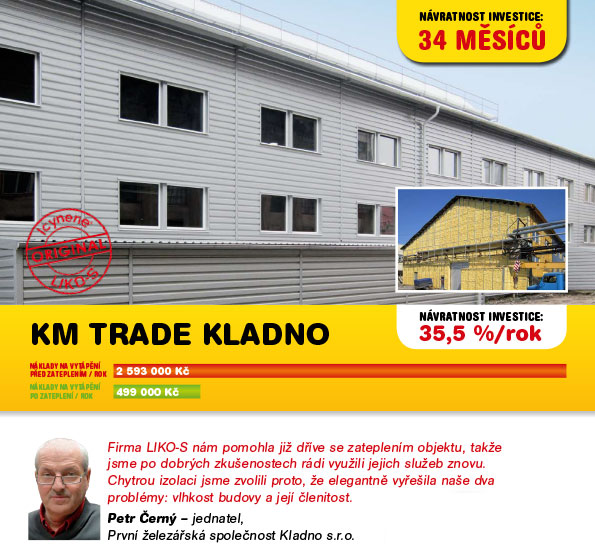 NÁVRATNOST INVESTICE:
34 MĚSÍCŮ
Icynene
ORIGINAL
LIKO-S
KM TRADE KLADNO
NÁVRATNOST INVESTICE:
35,5 %/rok
NÁKLADY NA VYTÁPĚNÍ
PŘED ZATEPLENÍM / ROK
2 593 000 Kč
NÁKLADY NA VYTÁPĚNÍ
PO ZATEPLENÍ / ROK
499 000 Kč
Firma LIKO-S nám pomohla již dříve se zateplením objektu, takže
jsme po dobrých zkušenostech rádi využili jejich služeb znovu.
Chytrou izolaci jsme zvolili proto, že elegantně vyřešila naše dva
problémy: vlhkost budovy a její členitost.
Petr Černý – jednatel,
První železářská společnost Kladno s.r.o.